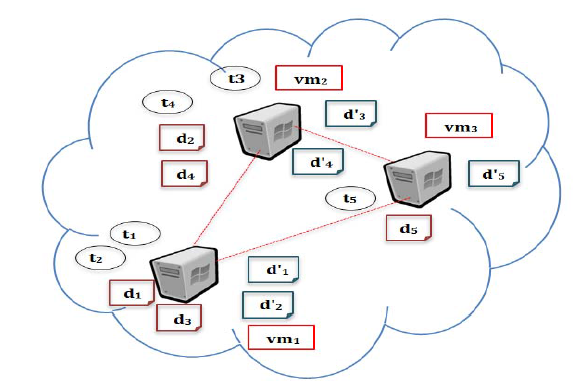 t3
vm₂
t₄
d'₃
vm₃
d₂
d'₄
d₄
d'₅
t₅
d₅
t₁
t₂
d'₁
d₁
d'₂
d₃
vm₁